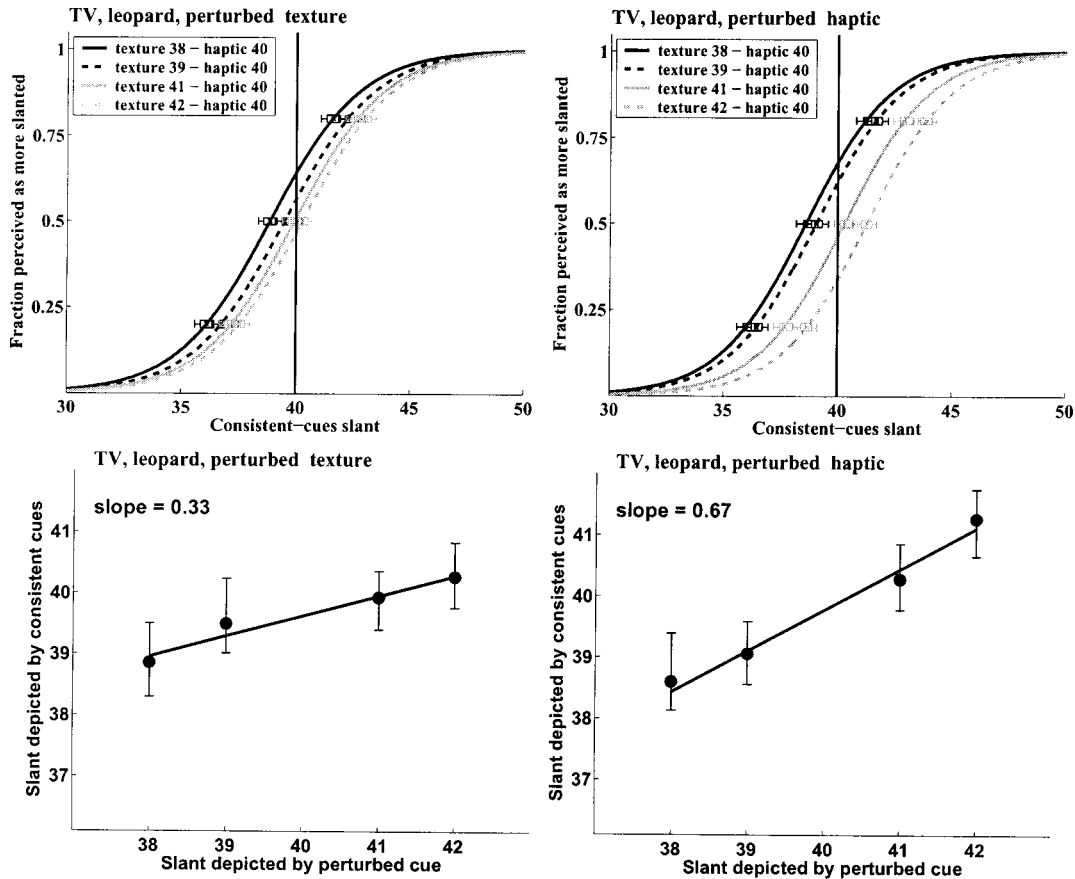 TV, leopard, perturbed texture
texture 38 – haptic 40
texture 39 – haptic 40
texture 41 – haptic 40
texture 42 – haptic 40
Fraction perceived as more slanted
1
0.75
0.5
0.25
30 35 40 45 50
Consistent–cues slant
TV, leopard, perturbed haptic
texture 38 – haptic 40
texture 39 – haptic 40
texture 41 – haptic 40
texture 42 – haptic 40
Fraction perceived as more slanted
1
0.75
0.5
0.25
30 35 40 45 50
Consistent–cues slant
TV, leopard, perturbed texture
slope = 0.33
Slant depicted by consistent cues
41
40
39
38
37
38 39 40 41 42
Slant depicted by perturbed cue
TV, leopard, perturbed haptic
slope = 0.67
Slant depicted by consistent cues
41
40
39
38
37
38 39 40 41 42
Slant depicted by perturbed cue